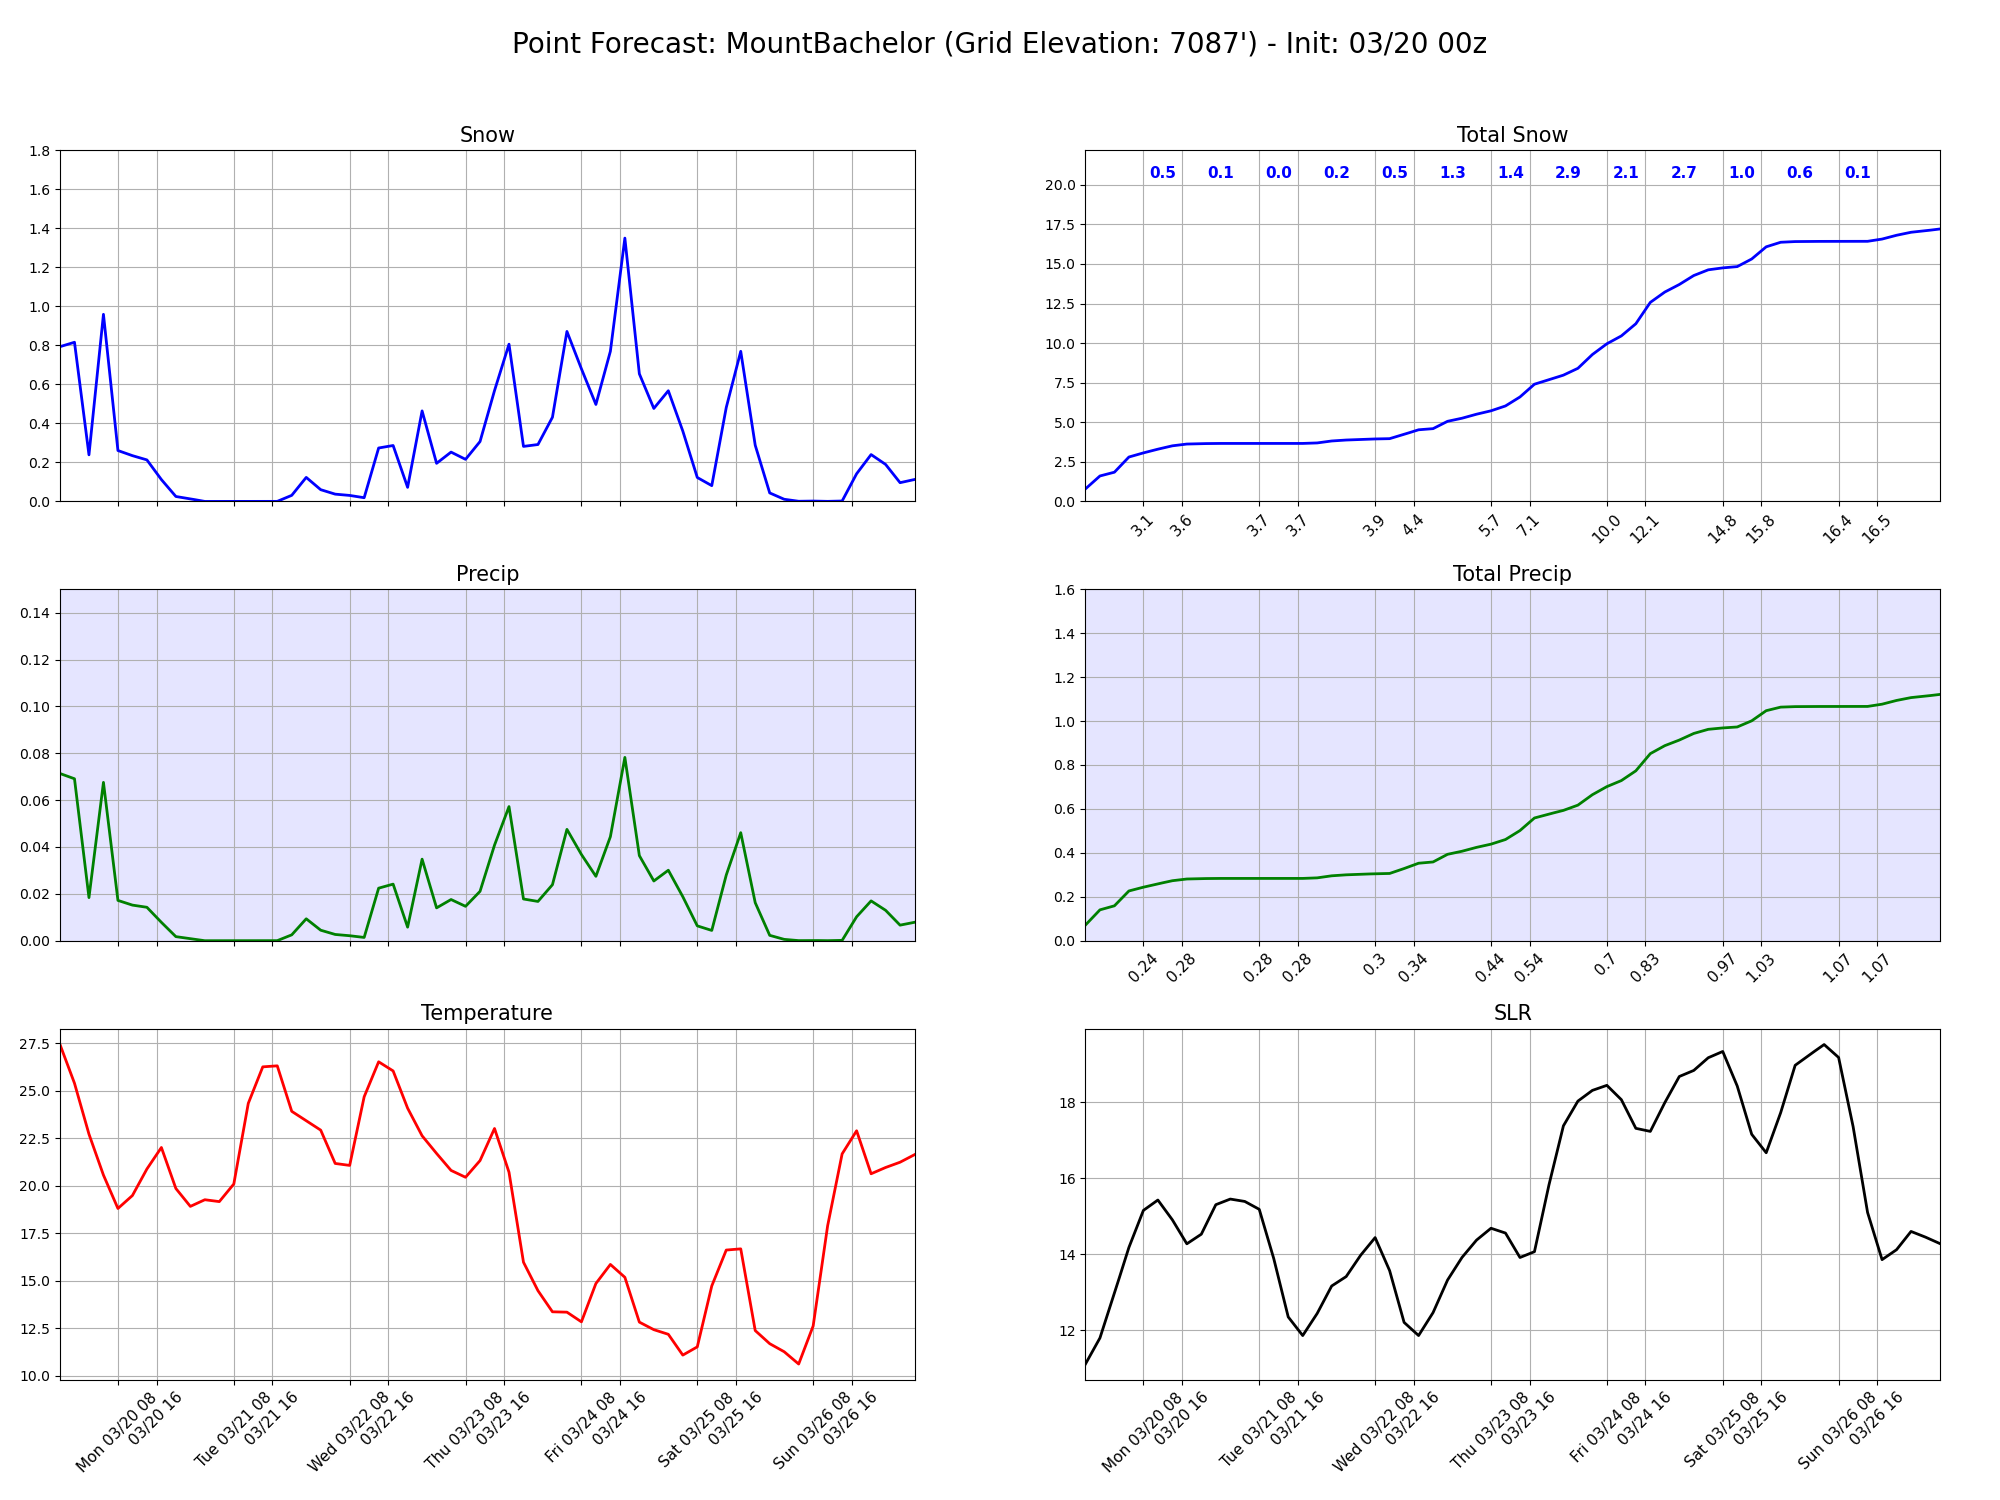 Point Forecast: MountBachelor (Grid Elevation: 7087') - Init: 03/20 00z
Snow
1.8
1.6
1.4
1.2
1.0
0.8
0.6
0.4
0.2
0.0
Total Snow
0.5 0.1 0.0 0.2 0.5 1.3 1.4 2.9 2.1 2.7 1.0 0.6 0.1
20.0
17.5
15.0
12.5
10.0
7.5
5.0
2.5
0.0
3.1 3.6 3.7 3.7 3.9 4.4 5.7 7.1 10.0 12.1 14.8 15.8 16.4 16.5
Precip
0.14
0.12
0.10
0.08
0.06
0.04
0.02
0.00
Total Precip
1.6
1.4
1.2
1.0
0.8
0.6
0.4
0.2
0.0
0.24 0.28 0.28 0.28 0.3 0.34 0.44 0.54 0.7 0.83 0.97 1.03 1.07 1.07
Temperature
27.5
25.0
22.5
20.0
17.5
15.0
12.5
10.0
Mon 03/20 08
03/20 16
Tue 03/21 08
03/21 16
Wed 03/22 08
03/22 16
Thu 03/23 08
03/23 16
Fri 03/24 08
03/24 16
Sat 03/25 08
03/25 16
Sun 03/26 08
03/26 16
SLR
18
16
14
12
Mon 03/20 08
03/20 16
Tue 03/21 08
03/21 16
Wed 03/22 08
03/22 16
Thu 03/23 08
03/23 16
Fri 03/24 08
03/24 16
Sat 03/25 08
03/25 16
Sun 03/26 08
03/26 16